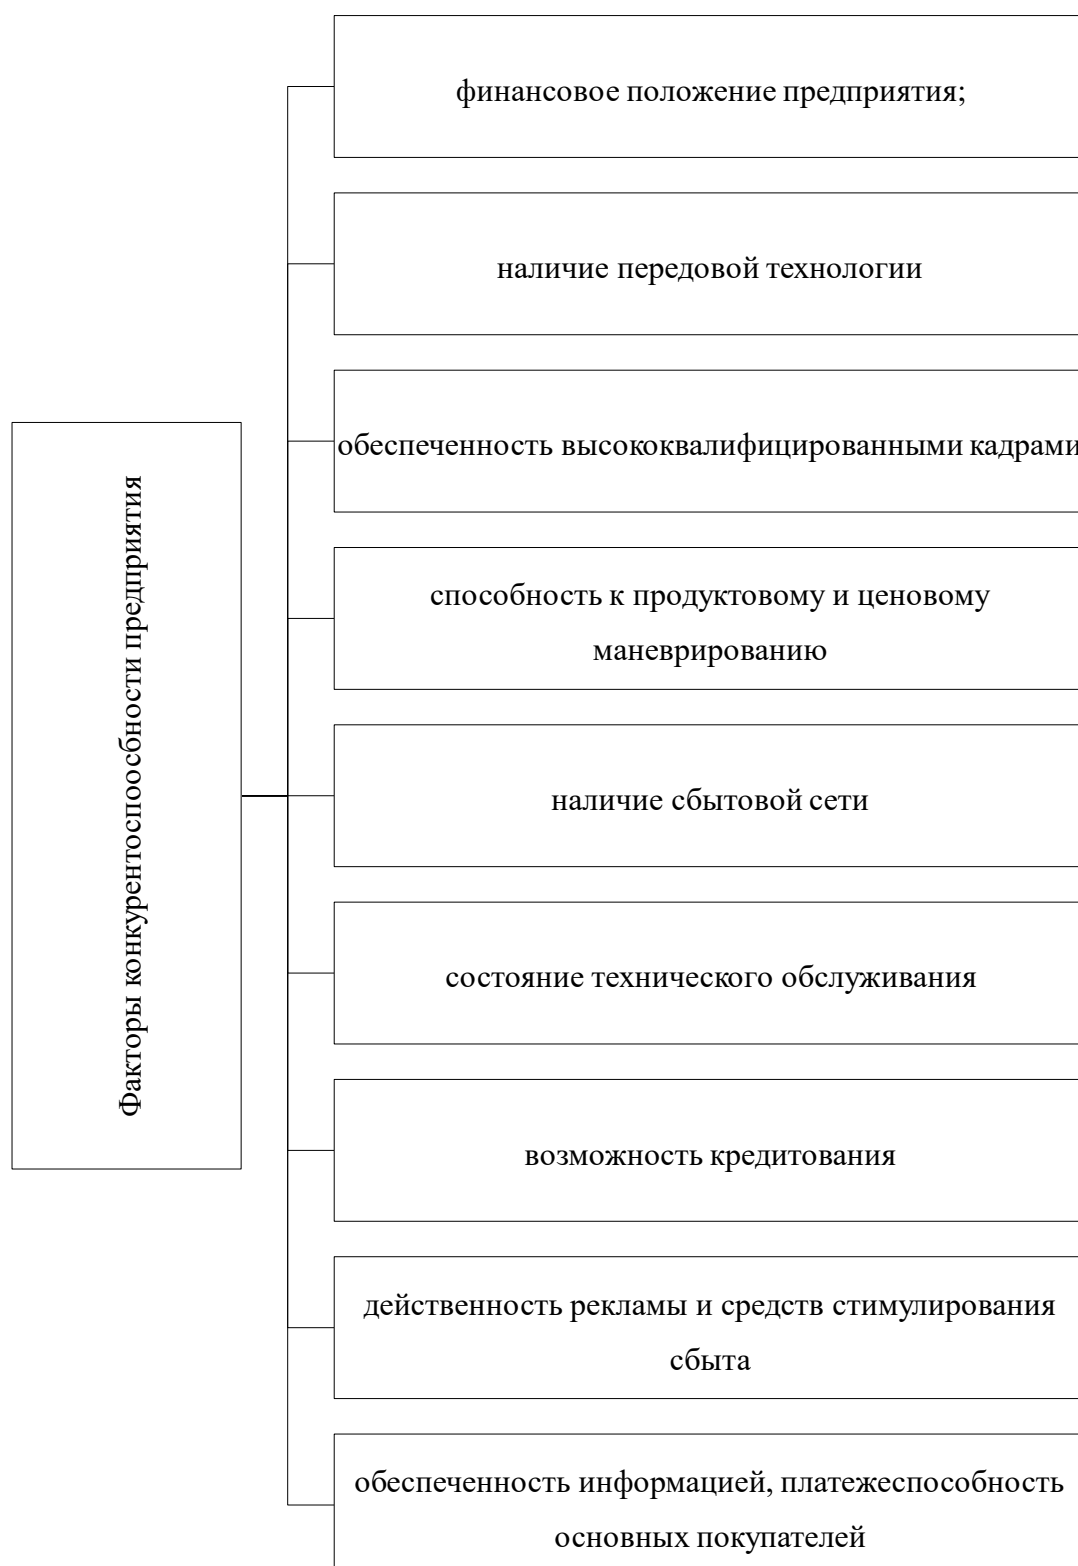 Факторы конкурентоспоосбности предприятия
финансовое положение предприятия;
наличие передовой технологии
обеспеченность высококвалифицированными кадрами
способность к продуктовому и ценовому
маневрированию
наличие сбытовой сети
состояние технического обслуживания
возможность кредитования
действенность рекламы и средств стимулирования
сбыта
обеспеченность информацией, платежеспособность
основных покупателей